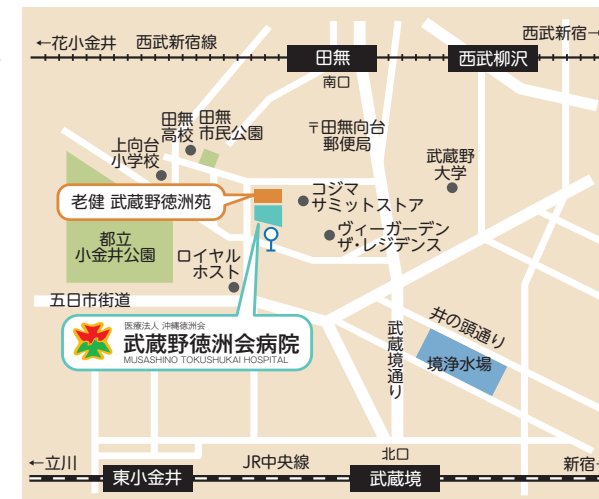 ←花小金井
西武新宿線
西武新宿→
田無
西武柳沢
南口
田無
高校
田無
市民公園
〒田無向台
郵便局
上向台
小学校
武蔵野
大学
老健 武蔵野徳洲苑
コジマ
サミットストア
ヴィーガーデン
ザ・レジデンス
都立
小金井公園
ロイヤル
ホスト
五日市街道
井の頭通り
武蔵境通り
境浄水場
医療法人 沖縄徳洲会
武蔵野徳洲会病院
MUSASHINO TOKUSHUKAI HOSPITAL
←立川
JR中央線
北口
新宿→
東小金井
武蔵境